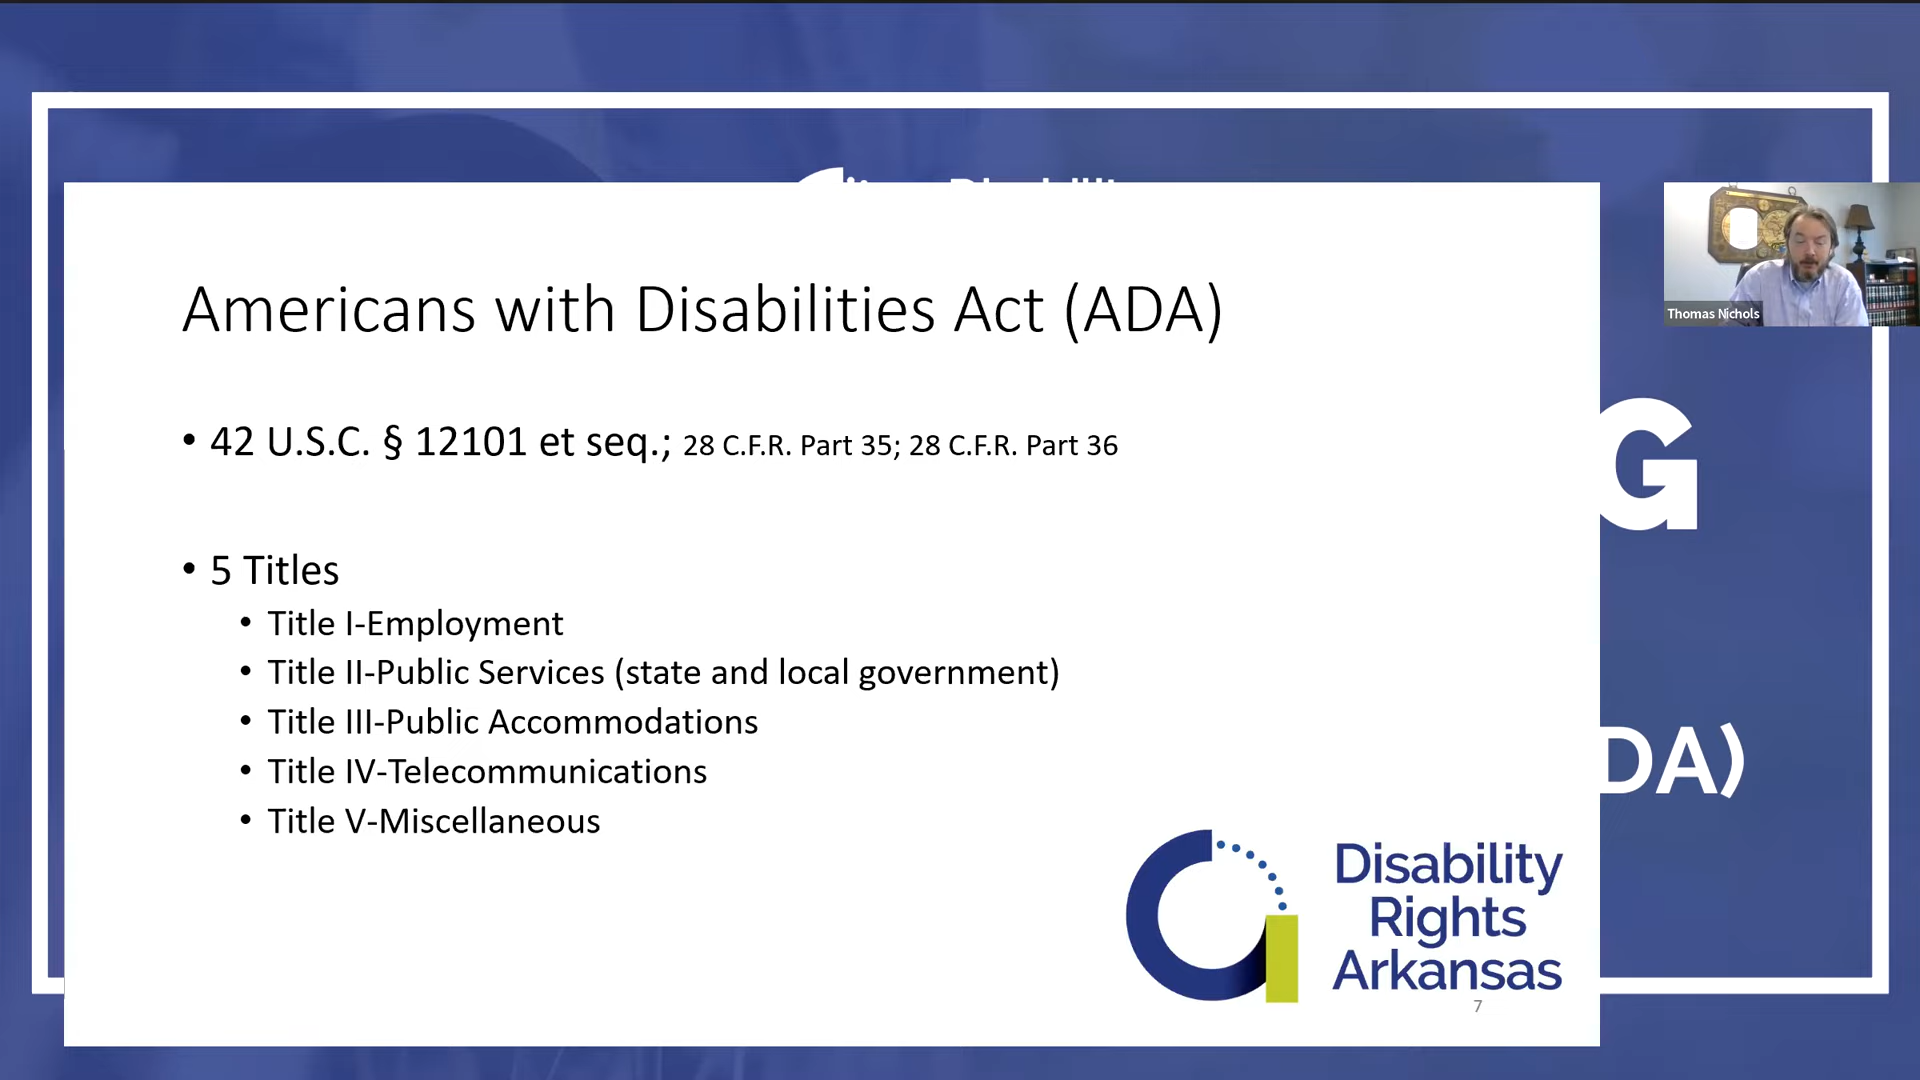 Americans with Disabilities Act (ADA)
Thomas Nichols
• 42 U.S.C. § 12101 et seq.; 28 C.F.R. Part 35; 28 C.F.R. Part 36
G
• 5 Titles
• Title I-Employment
• Title II-Public Services (state and local government)
• Title III-Public Accommodations
• Title IV-Telecommunications
• Title V-Miscellaneous
DA)
Disability
Rights
Arkansas
7